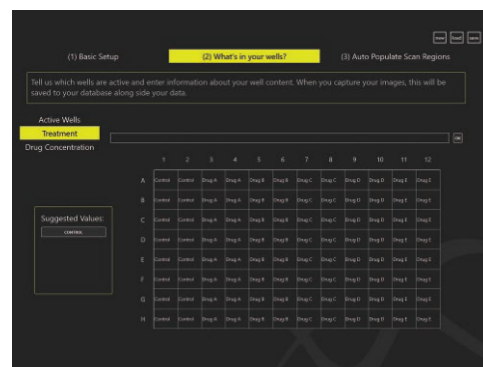 new load save
(1) Basic Setup (2) What's in your wells? (3) Auto Populate Scan Regions
Tell us which wells are active and enter information about your well content. When you capture your images, this will be
saved to your database along side your data.
Active Wells
Treatment
OK
Drug Concentration
1 2 3 4 5 6 7 8 9 10 11 12
A Control Control Drug A Drug A Drug B Drug B Drug C Drug C Drug D Drug D Drug E Drug E
B Control Control Drug A Drug A Drug B Drug B Drug C Drug C Drug D Drug D Drug E Drug E
Suggested Values:
C Control Control Drug A Drug A Drug B Drug B Drug C Drug C Drug D Drug D Drug E Drug E
CONTROL
D Control Control Drug A Drug A Drug B Drug B Drug C Drug C Drug D Drug D Drug E Drug E
E Control Control Drug A Drug A Drug B Drug B Drug C Drug C Drug D Drug D Drug E Drug E
F Control Control Drug A Drug A Drug B Drug B Drug C Drug C Drug D Drug D Drug E Drug E
G Control Control Drug A Drug A Drug B Drug B Drug C Drug C Drug D Drug D Drug E Drug E
H Control Control Drug A Drug A Drug B Drug B Drug C Drug C Drug D Drug D Drug E Drug E